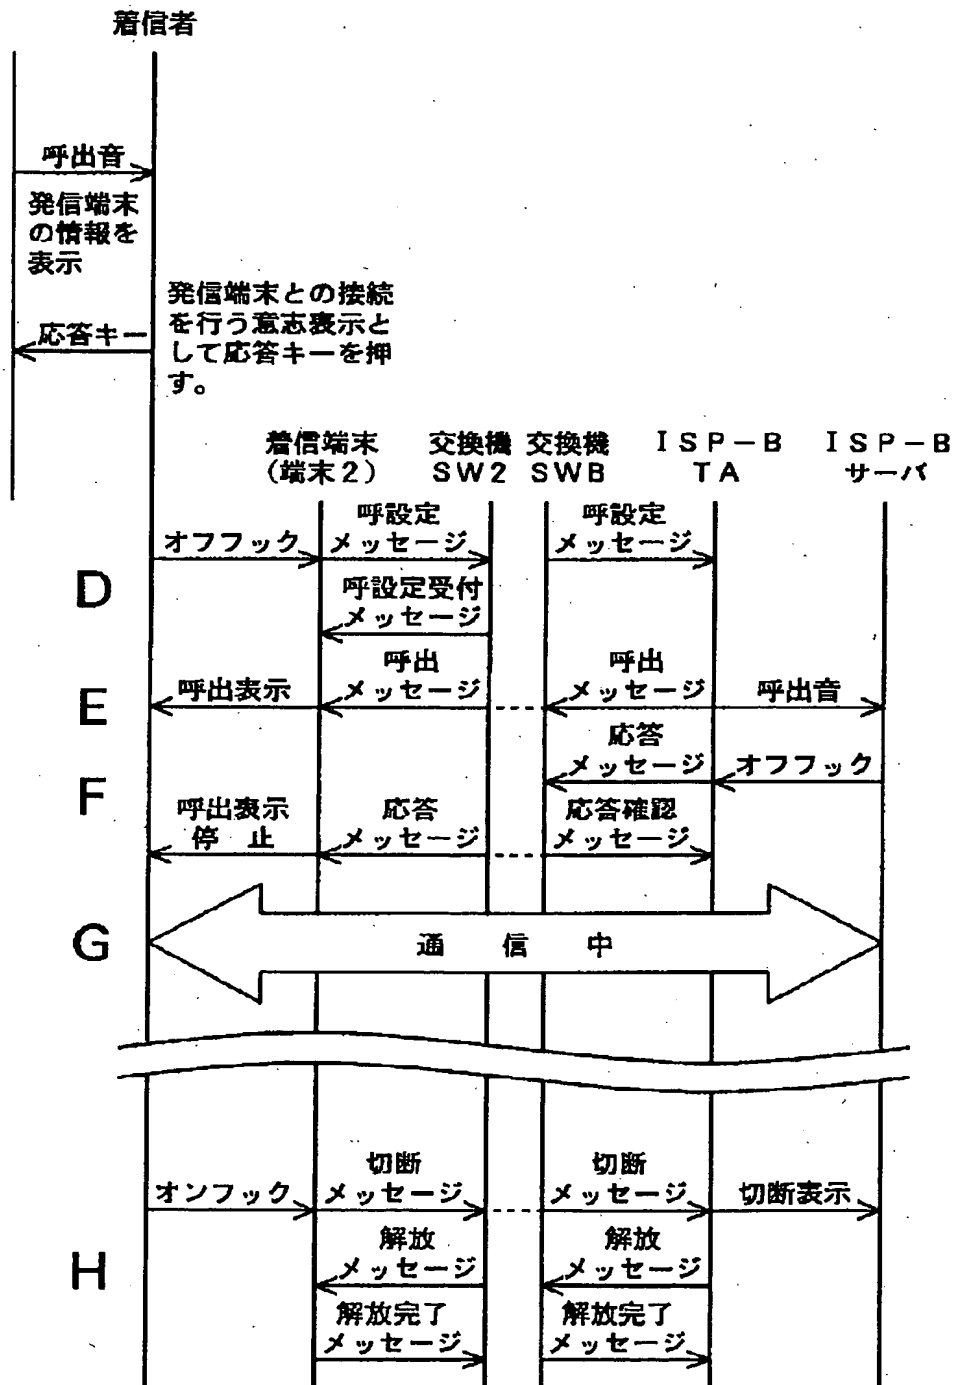 着信者
呼出音
発信端末
の情報を
表示
発信端末との接続
を行う意志表示と
して応答キーを押
す。
応答キー
着信端末
(端末2)
交換機
SW2
交換機
SWB
ISP－B
TA
ISP－B
サーバ
D
オフフック
呼設定
メッセージ
呼設定
メッセージ
呼設定受付
メッセージ
E
呼出表示
呼出
メッセージ
呼出
メッセージ
呼出音
F
応答
メッセージ
オフフック
呼出表示
停 止
応答
メッセージ
応答確認
メッセージ
G
通 信 中
H
オンフック
切断
メッセージ
切断
メッセージ
切断表示
解放
メッセージ
解放
メッセージ
解放完了
メッセージ
解放完了
メッセージ